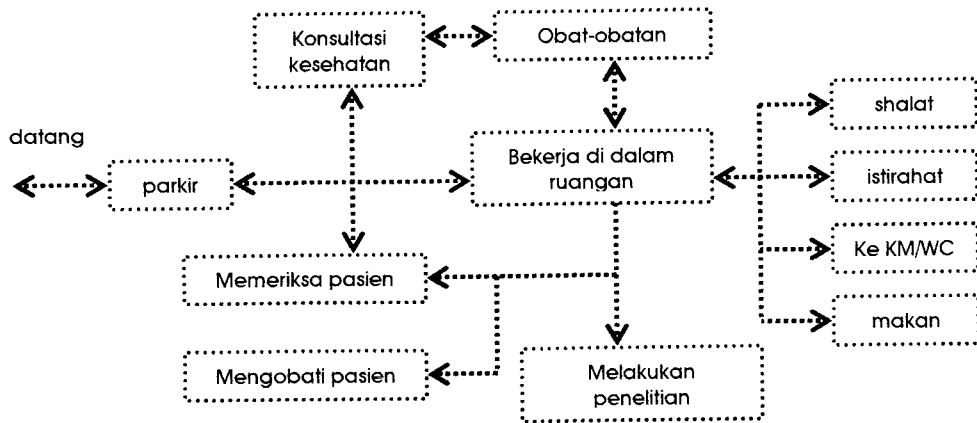 Konsultasi
kesehatan
Obat-obatan
shalat
datang
Bekerja di dalam
ruangan
parkir
istirahat
Memeriksa pasien
Ke KM/WC
makan
Mengobati pasien
Melakukan
penelitian